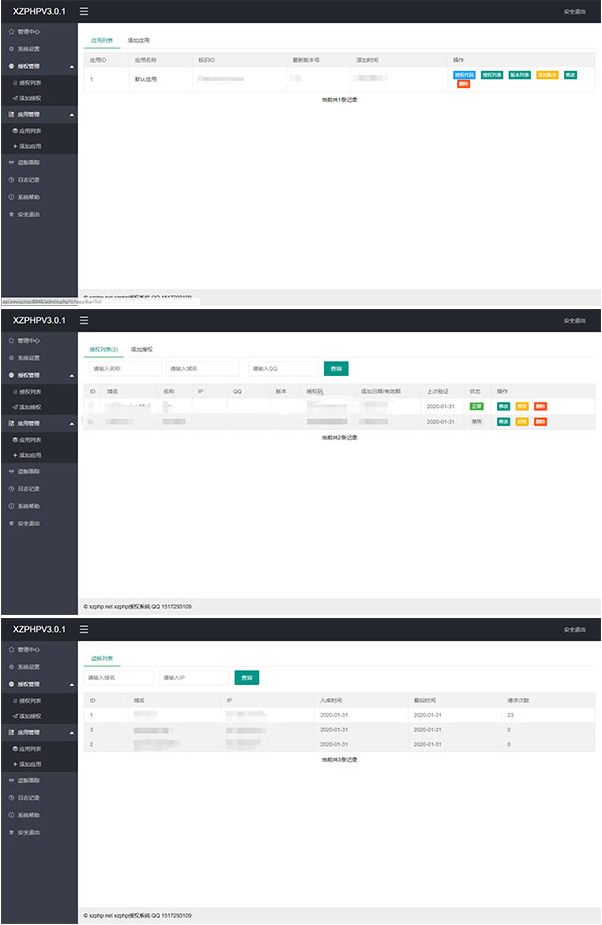 XZPHPV3.0.1 安全退出
管理中心
系统设置
授权管理
授权列表
添加授权
应用管理
应用列表
添加应用
盗版跟踪
日志记录
系统帮助
安全退出
应用列表 添加应用
应用ID 应用名称 标识ID 最新版本号 添加时间 操作
1 默认应用 授权代码 授权列表 版本列表 添加版本 修改
删除
当前共1条记录
© xzphp.net xzphp授权系统 QQ 1517293109
XZPHPV3.0.1 安全退出
管理中心
系统设置
授权管理
授权列表
添加授权
应用管理
应用列表
添加应用
盗版跟踪
日志记录
系统帮助
安全退出
授权列表(2) 添加授权
请输入名称 请输入域名 请输入QQ 查询
ID 域名 名称 IP QQ 版本 授权码 添加日期/有效期 上次验证 状态 操作
2020-01-31 正常 修改 禁用 删除
2020-01-31 禁用 修改 启用 删除
当前共2条记录
© xzphp.net xzphp授权系统 QQ 1517293109
XZPHPV3.0.1 安全退出
管理中心
系统设置
授权管理
授权列表
添加授权
应用管理
应用列表
添加应用
盗版跟踪
日志记录
系统帮助
安全退出
盗版列表
请输入域名 请输入IP 查询
ID 域名 IP 入库时间 最后时间 请求次数
1 2020-01-31 2020-01-31 23
3 2020-01-31 2020-01-31 0
2 2020-01-31 2020-01-31 0
当前共3条记录
© xzphp.net xzphp授权系统 QQ 1517293109